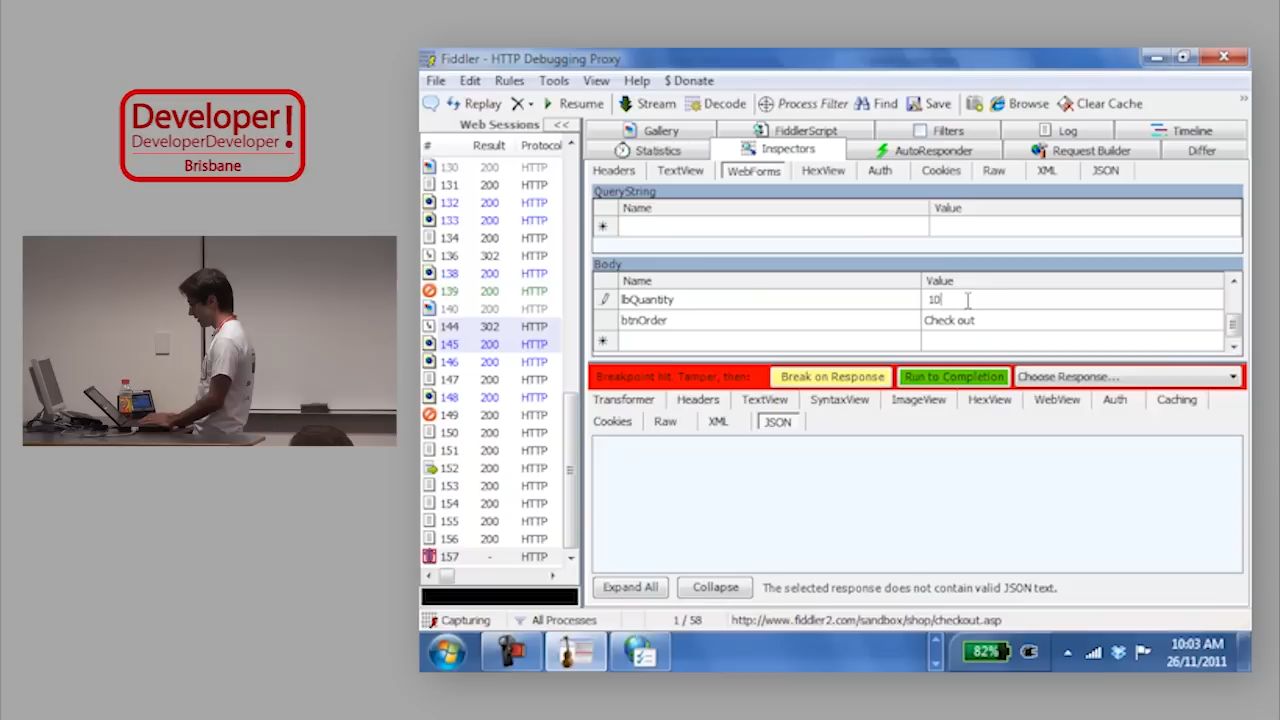 Developer!
DeveloperDeveloper
Brisbane
Fiddler - HTTP Debugging Proxy
File Edit Rules Tools View Help $ Donate
Replay Resume Stream Decode Process Filter Find Save Browse Clear Cache »
Web Sessions <<
Gallery FiddlerScript Filters Log Timeline
Statistics Inspectors AutoResponder Request Builder Differ
# Result Protocol
Headers TextView WebForms HexView Auth Cookies Raw XML JSON
130 200 HTTP
131 200 HTTP
132 200 HTTP
133 200 HTTP
134 200 HTTP
136 302 HTTP
138 200 HTTP
139 200 HTTP
140 200 HTTP
144 302 HTTP
145 200 HTTP
146 200 HTTP
147 200 HTTP
148 200 HTTP
149 200 HTTP
150 200 HTTP
151 200 HTTP
152 200 HTTP
153 200 HTTP
154 200 HTTP
155 200 HTTP
156 200 HTTP
157 - HTTP
QueryString
Name Value
Body
Name Value
lbQuantity 10
btnOrder Check out
Breakpoint hit. Tamper, then: Break on Response Run to Completion Choose Response...
Transformer Headers TextView SyntaxView ImageView HexView WebView Auth Caching
Cookies Raw XML JSON
Expand All Collapse The selected response does not contain valid JSON text.
Capturing All Processes 1 / 58 http://www.fiddler2.com/sandbox/shop/checkout.asp
82% 10:03 AM
26/11/2011